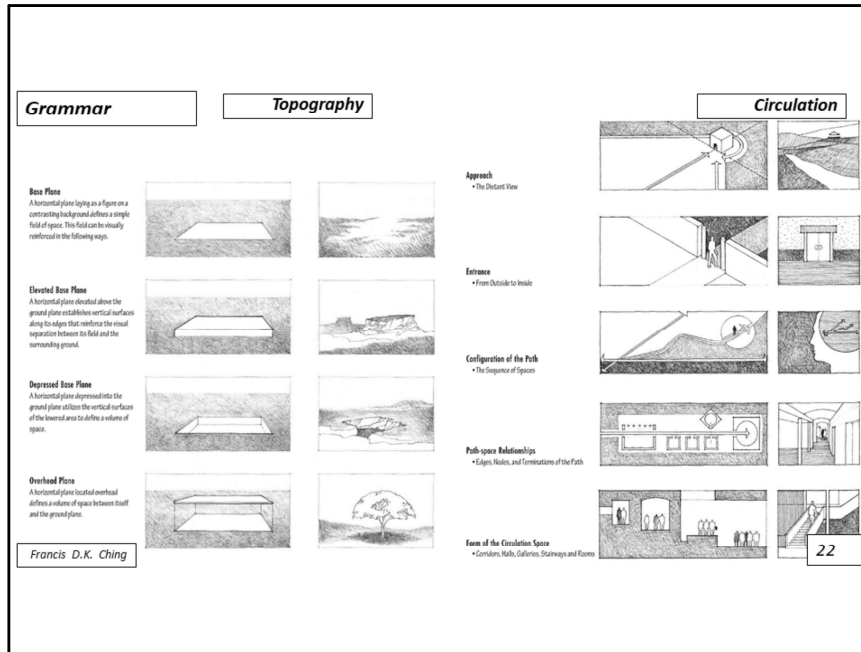 Grammar
Topography
Circulation
Base Plane
A horizontal plane laying as a figure on a
contrasting background defines a simple
field of space. This field can be visually
reinforced in the following ways.
Elevated Base Plane
A horizontal plane elevated above the
ground plane establishes vertical surfaces
along its edges that reinforce the visual
separation between its field and the
surrounding ground.
Depressed Base Plane
A horizontal plane depressed into the
ground plane utilizes the vertical surfaces
of the lowered area to define a volume of
space.
Overhead Plane
A horizontal plane located overhead
defines a volume of space between itself
and the ground plane.
Francis D.K. Ching
Approach
• The Distant View
Entrance
• From Outside to Inside
Configuration of the Path
• The Sequence of Spaces
Path-space Relationships
• Edges, Nodes, and Terminations of the Path
Form of the Circulation Space
• Corridors, Halls, Galleries, Stairways and Rooms
22